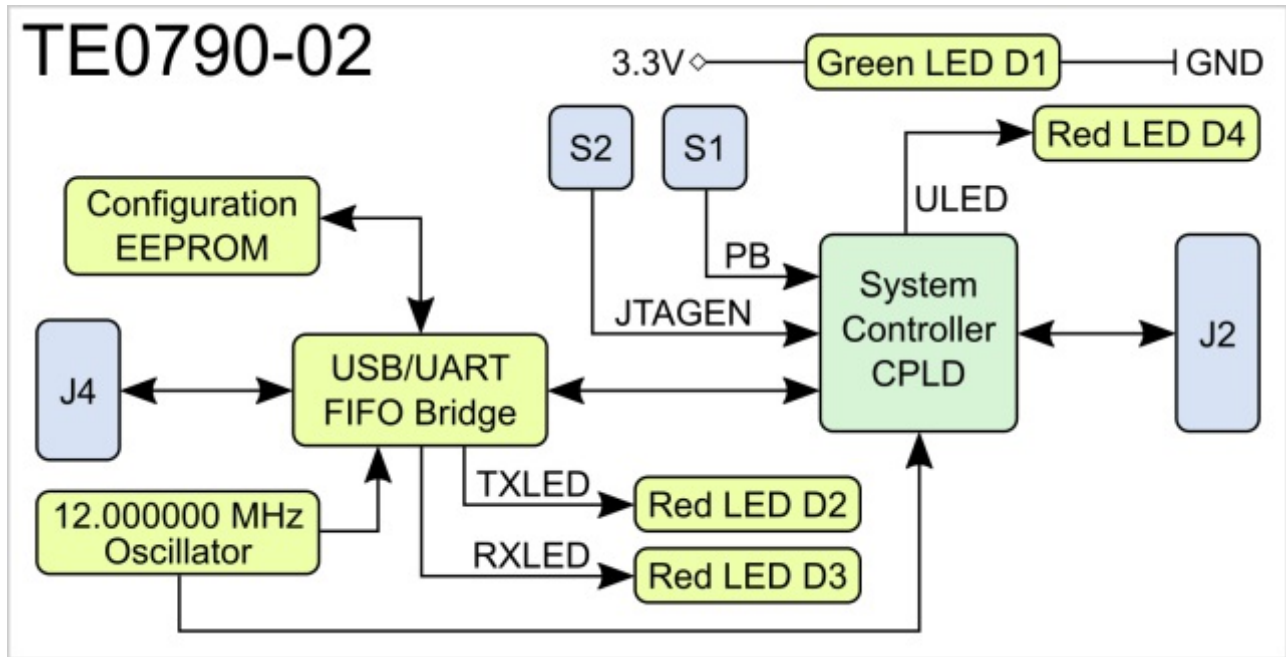 TE0790-02
3.3V
Green LED D1
GND
S2
S1
Red LED D4
ULED
Configuration
EEPROM
PB
JTAGEN
System
Controller
CPLD
J2
J4
USB/UART
FIFO Bridge
TXLED
Red LED D2
12.000000 MHz
Oscillator
RXLED
Red LED D3